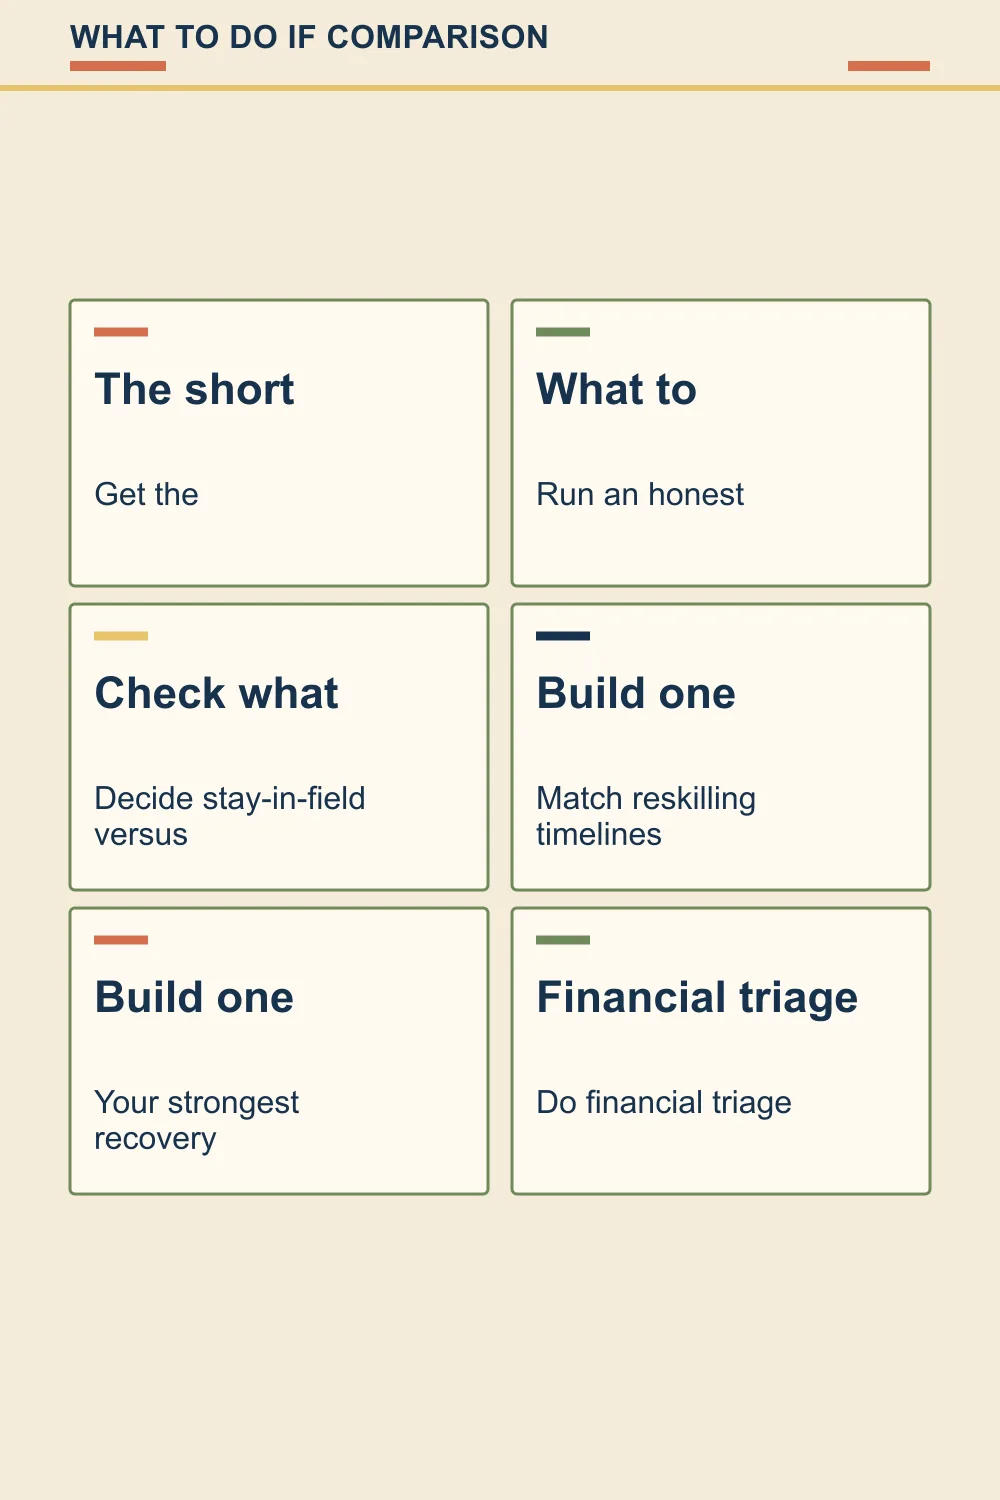 WHAT TO DO IF COMPARISON
The short
Get the
What to
Run an honest
Check what
Decide stay-in-field
versus
Build one
Match reskilling
timelines
Build one
Your strongest
recovery
Financial triage
Do financial triage